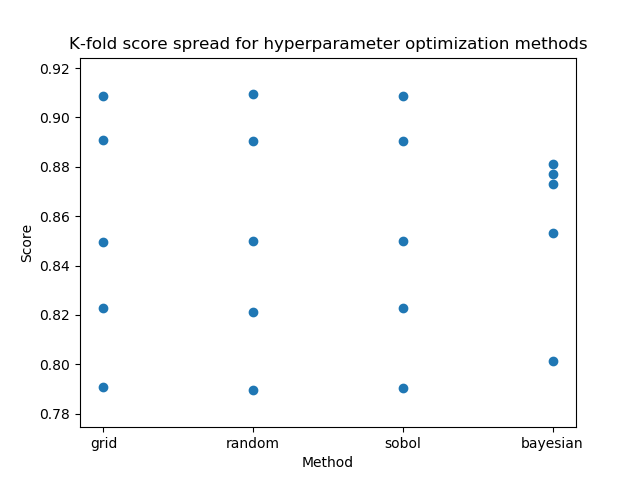 K-fold score spread for hyperparameter optimization methods
0.92
0.90
0.88
0.86
0.84
0.82
0.80
0.78
Score
grid random sobol bayesian
Method